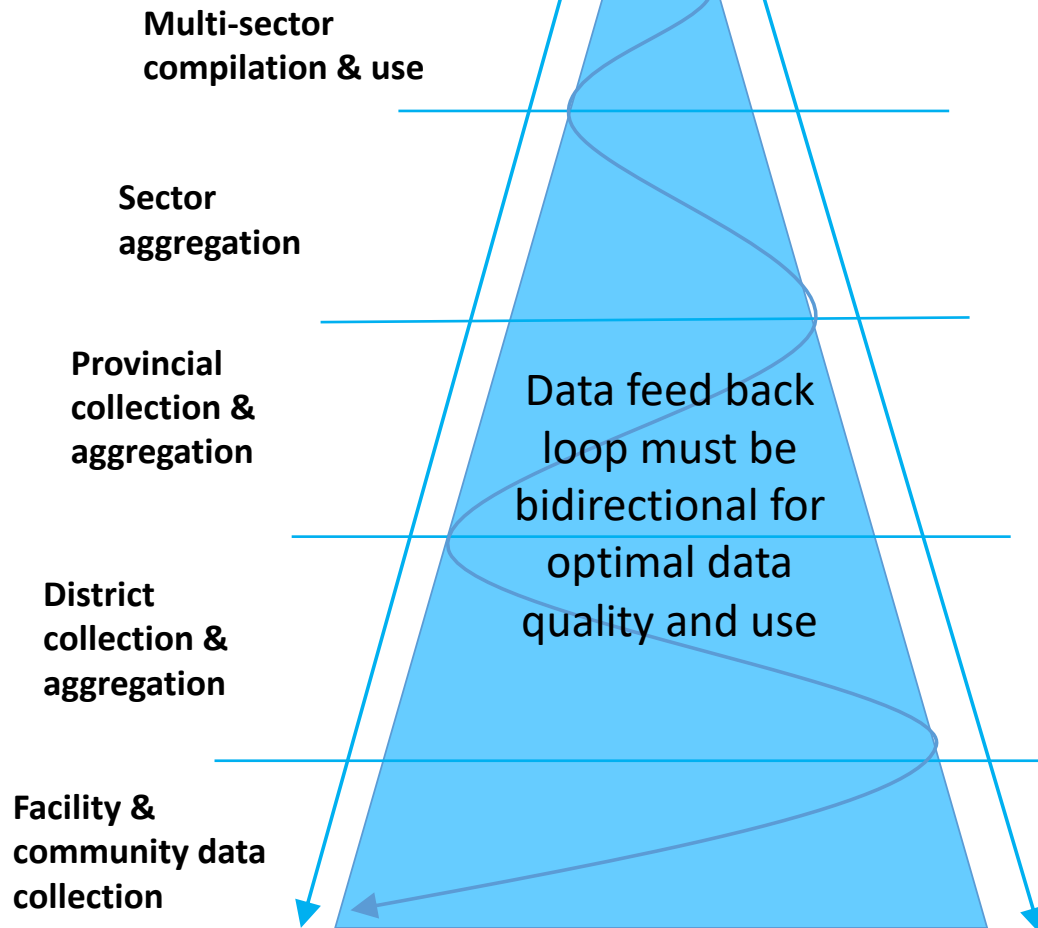 Multi-sector
compilation & use
Sector
aggregation
Provincial
collection &
aggregation
Data feed back
loop must be
bidirectional for
optimal data
quality and use
District
collection &
aggregation
Facility &
community data
collection